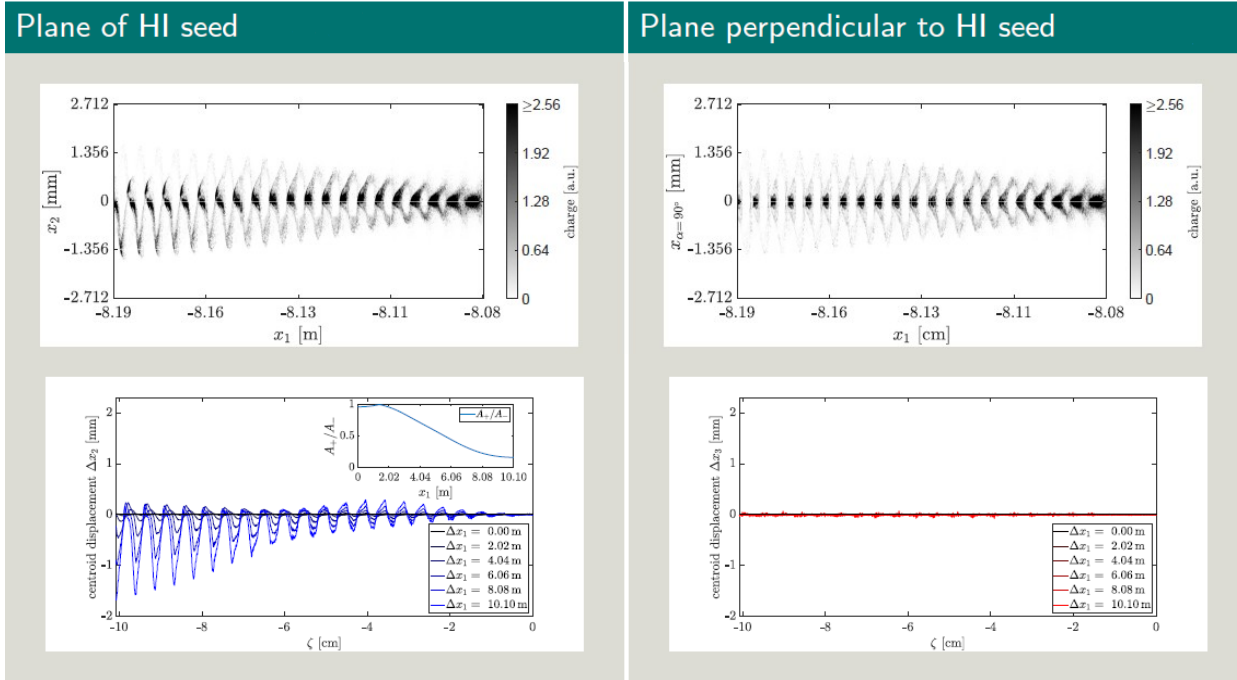 Plane of HI seed
2.712
1.356
0
-1.356
-2.712
x₂ [mm]
-8.19
-8.16
-8.13
-8.11
-8.08
x₁ [m]
≥2.56
1.92
1.28
0.64
0
charge [a.u.]
2
1
0
-1
-2
centroid displacement Δx₂ [mm]
-10
-8
-6
-4
-2
0
ζ [cm]
1
0.5
0
A₊/A₋
A₊/A₋
0
2.02
4.04
6.06
8.08
10.10
x₁ [m]
Δx₁ = 0.00 m
Δx₁ = 2.02 m
Δx₁ = 4.04 m
Δx₁ = 6.06 m
Δx₁ = 8.08 m
Δx₁ = 10.10 m
Plane perpendicular to HI seed
2.712
1.356
0
-1.356
-2.712
x_α=90° [mm]
-8.19
-8.16
-8.13
-8.11
-8.08
x₁ [cm]
≥2.56
1.92
1.28
0.64
0
charge [a.u.]
2
1
0
-1
-2
centroid displacement Δx₃ [mm]
-10
-8
-6
-4
-2
0
ζ [cm]
Δx₁ = 0.00 m
Δx₁ = 2.02 m
Δx₁ = 4.04 m
Δx₁ = 6.06 m
Δx₁ = 8.08 m
Δx₁ = 10.10 m